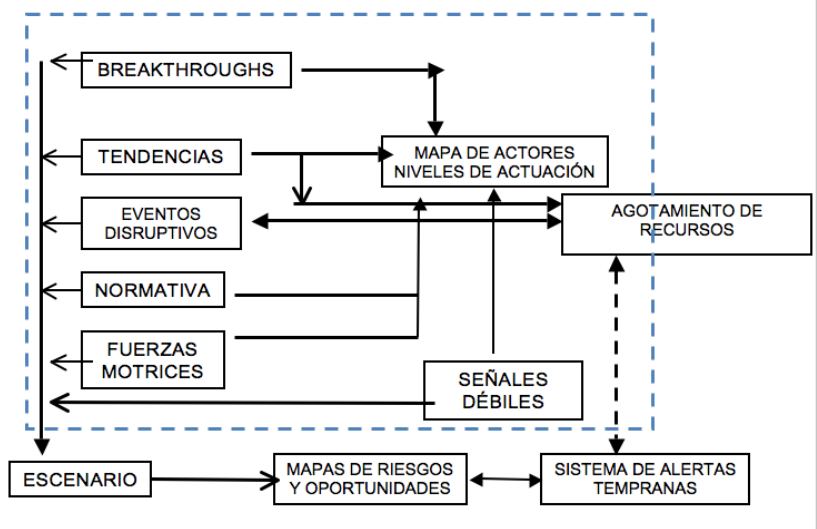 BREAKTHROUGHS
TENDENCIAS
MAPA DE ACTORES
NIVELES DE ACTUACIÓN
EVENTOS
DISRUPTIVOS
AGOTAMIENTO DE
RECURSOS
NORMATIVA
FUERZAS
MOTRICES
SEÑALES
DÉBILES
ESCENARIO
MAPAS DE RIESGOS
Y OPORTUNIDADES
SISTEMA DE ALERTAS
TEMPRANAS